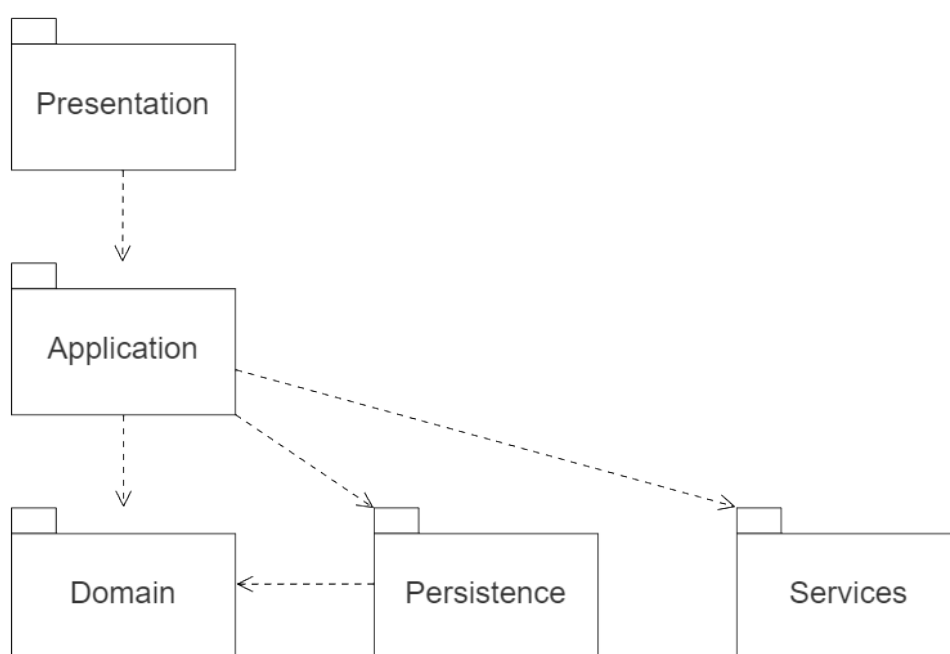 Presentation
Application
Domain
Persistence
Services